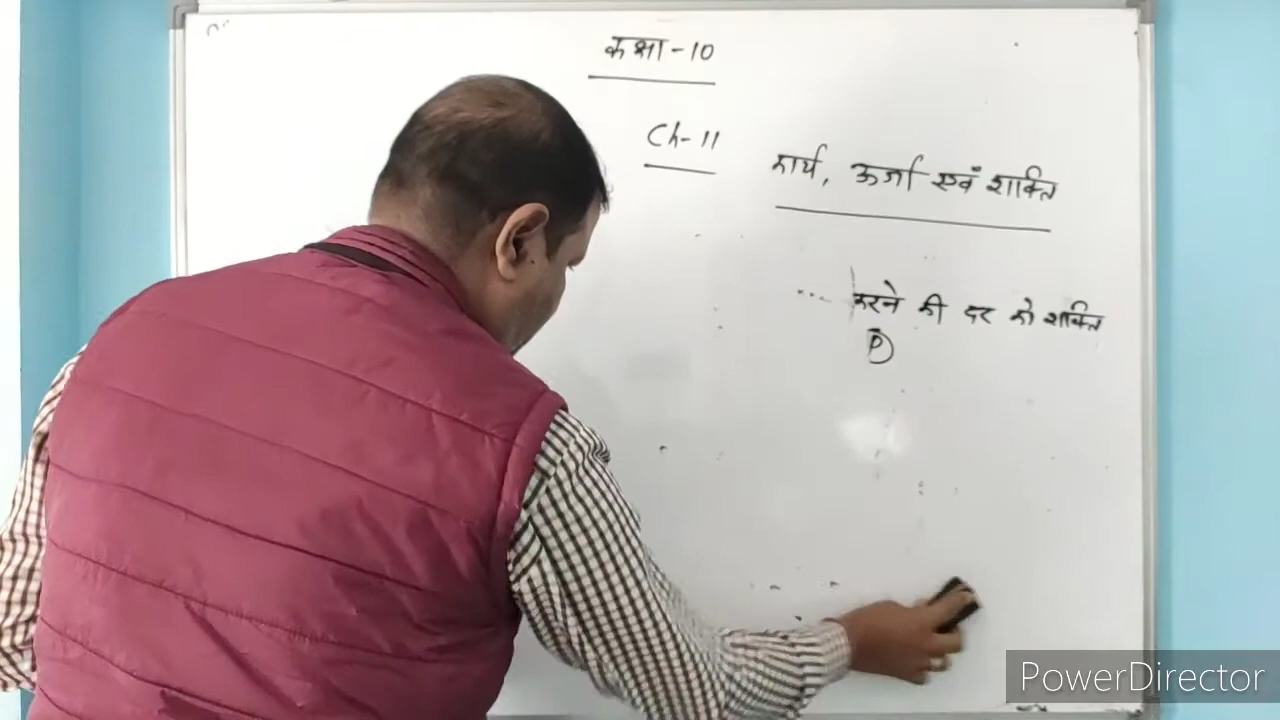 कक्षा - 10
Ch - 11
कार्य, ऊर्जा एवं शक्ति
करने की दर को शक्ति
P
PowerDirector